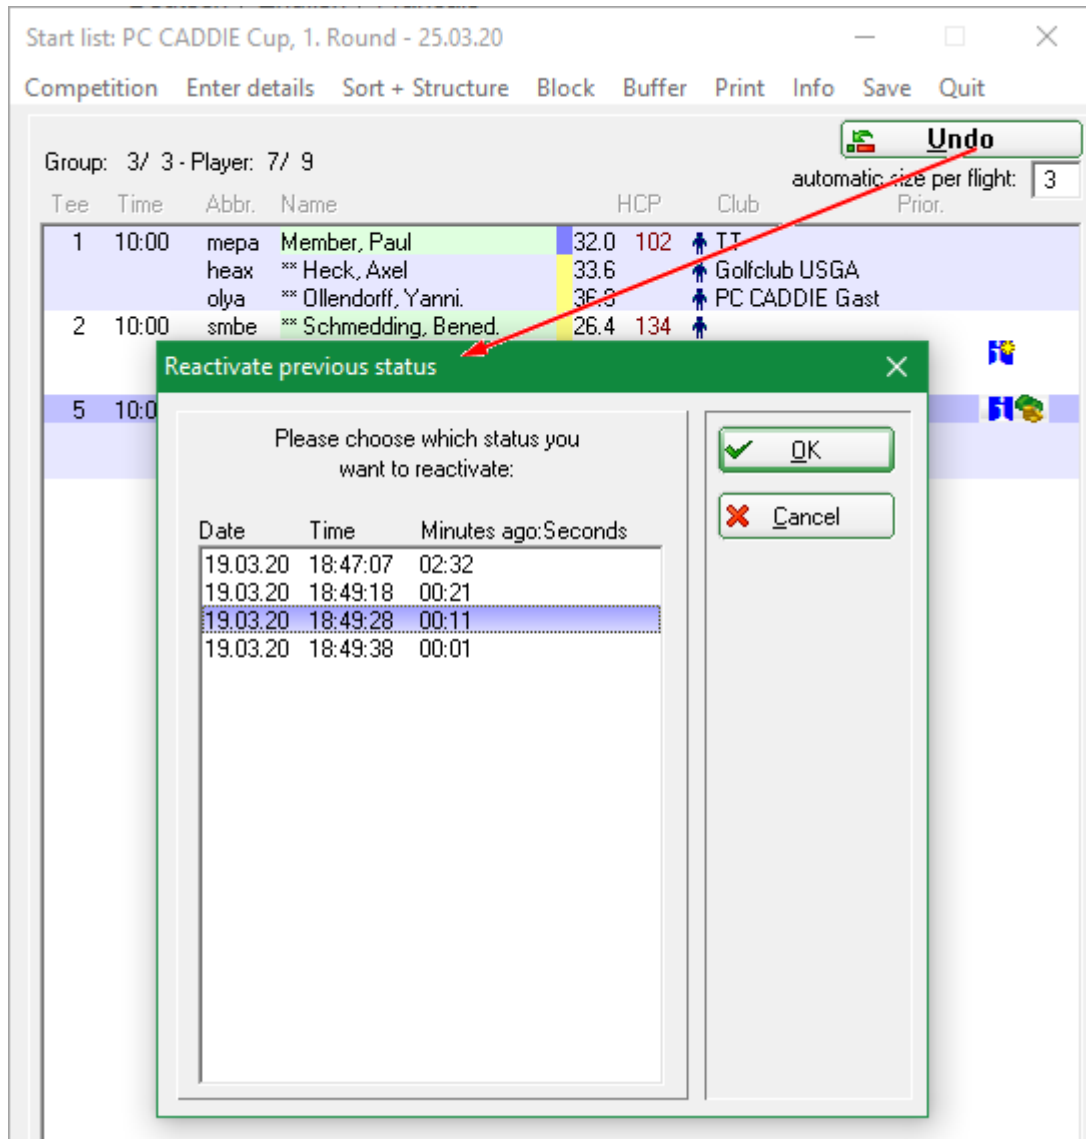 Start list: PC CADDIE Cup, 1. Round - 25.03.20
Competition Enter details Sort + Structure Block Buffer Print Info Save Quit
Undo
Group: 3/ 3 - Player: 7/ 9
automatic size per flight: 3
Tee Time Abbr. Name HCP Club Prior.
1 10:00 mepa Member, Paul 32.0 102 T.T
heax ** Heck, Axel 33.6 Golfclub USGA
olya ** Ollendorff, Yanni. PC CADDIE Gast
2 10:00 smbe ** Schmedding, Bened. 26.4 134
5 10:0
Reactivate previous status
Please choose which status you
want to reactivate:
OK
Cancel
Date Time Minutes ago:Seconds
19.03.20 18:47:07 02:32
19.03.20 18:49:18 00:21
19.03.20 18:49:28 00:11
19.03.20 18:49:38 00:01